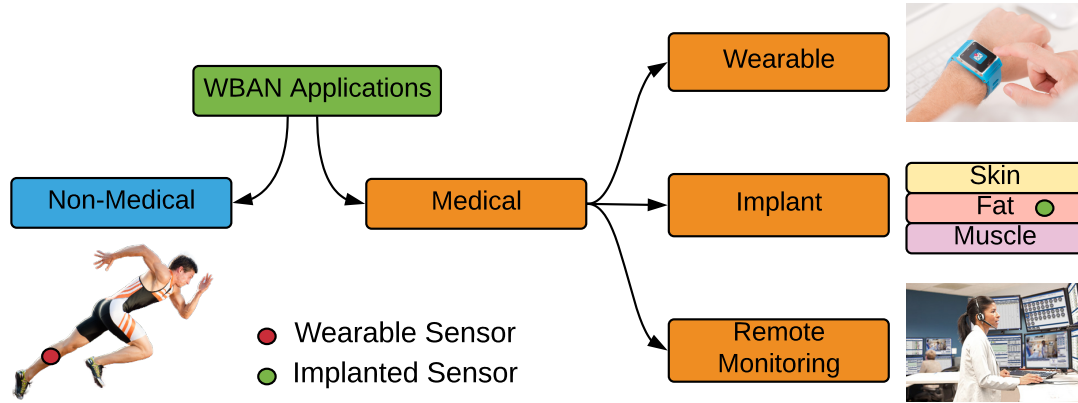 WBAN Applications
Non-Medical
Medical
Wearable
Implant
Remote
Monitoring
Skin
Fat
Muscle
Wearable Sensor
Implanted Sensor